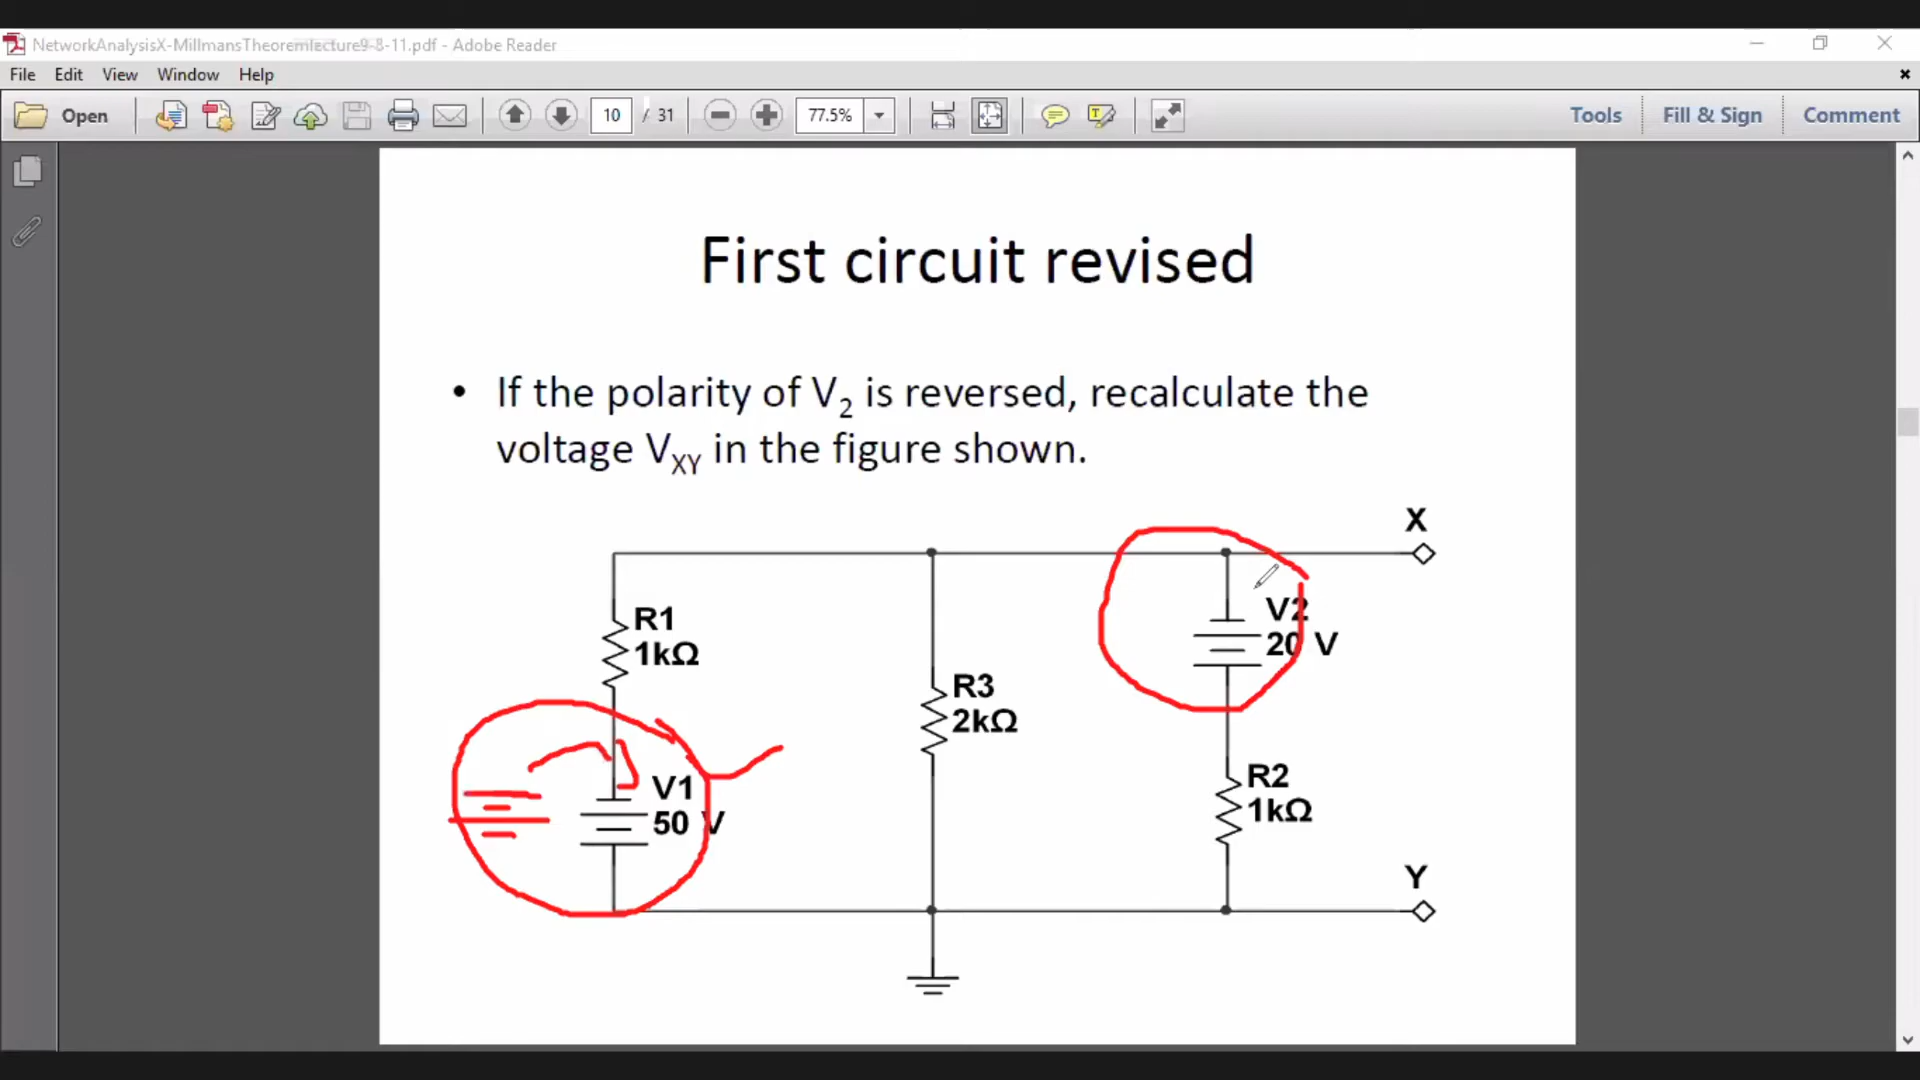 NetworkAnalysisX-MillmansTheoremlecture9-8-11.pdf - Adobe Reader
File Edit View Window Help
Open 10 / 31 77.5% Tools Fill & Sign Comment
First circuit revised
• If the polarity of V2 is reversed, recalculate the
voltage VXY in the figure shown.
X
R1
1kΩ
V2
20 V
R3
2kΩ
V1
50 V
R2
1kΩ
Y